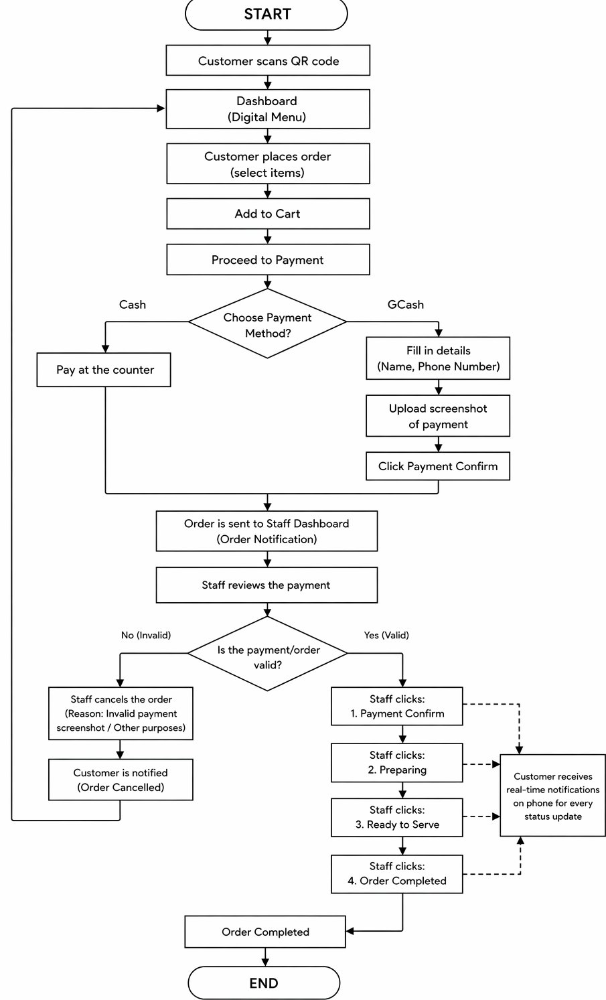 START
Customer scans QR code
Dashboard
(Digital Menu)
Customer places order
(select items)
Add to Cart
Proceed to Payment
Cash
GCash
Choose Payment
Method?
Pay at the counter
Fill in details
(Name, Phone Number)
Upload screenshot
of payment
Click Payment Confirm
Order is sent to Staff Dashboard
(Order Notification)
Staff reviews the payment
No (Invalid)
Yes (Valid)
Is the payment/order
valid?
Staff cancels the order
(Reason: Invalid payment
screenshot / Other purposes)
Customer is notified
(Order Cancelled)
Staff clicks:
1. Payment Confirm
Staff clicks:
2. Preparing
Staff clicks:
3. Ready to Serve
Staff clicks:
4. Order Completed
Customer receives
real-time notifications
on phone for every
status update
Order Completed
END